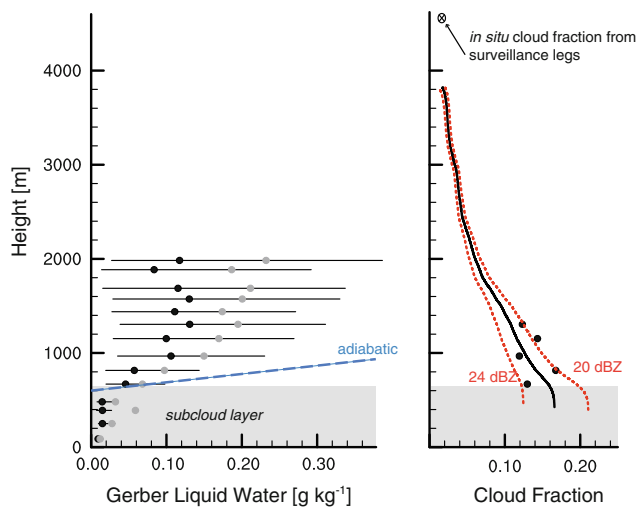 in situ cloud fraction from
surveillance legs
4000
3000
2000
1000
0
Height [m]
adiabatic
subcloud layer
24 dBZ
20 dBZ
0.00 0.10 0.20 0.30
0.10 0.20
Gerber Liquid Water [g kg-1]
Cloud Fraction